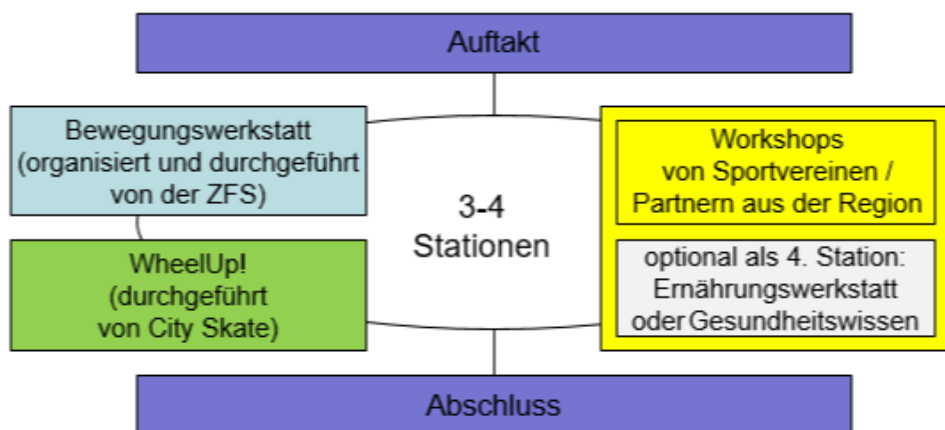 Auftakt
Bewegungswerkstatt
(organisiert und durchgeführt
von der ZFS)
WheelUp!
(durchgeführt
von City Skate)
3-4
Stationen
Workshops
von Sportvereinen /
Partnern aus der Region
optional als 4. Station:
Ernährungswerkstatt
oder Gesundheitswissen
Abschluss